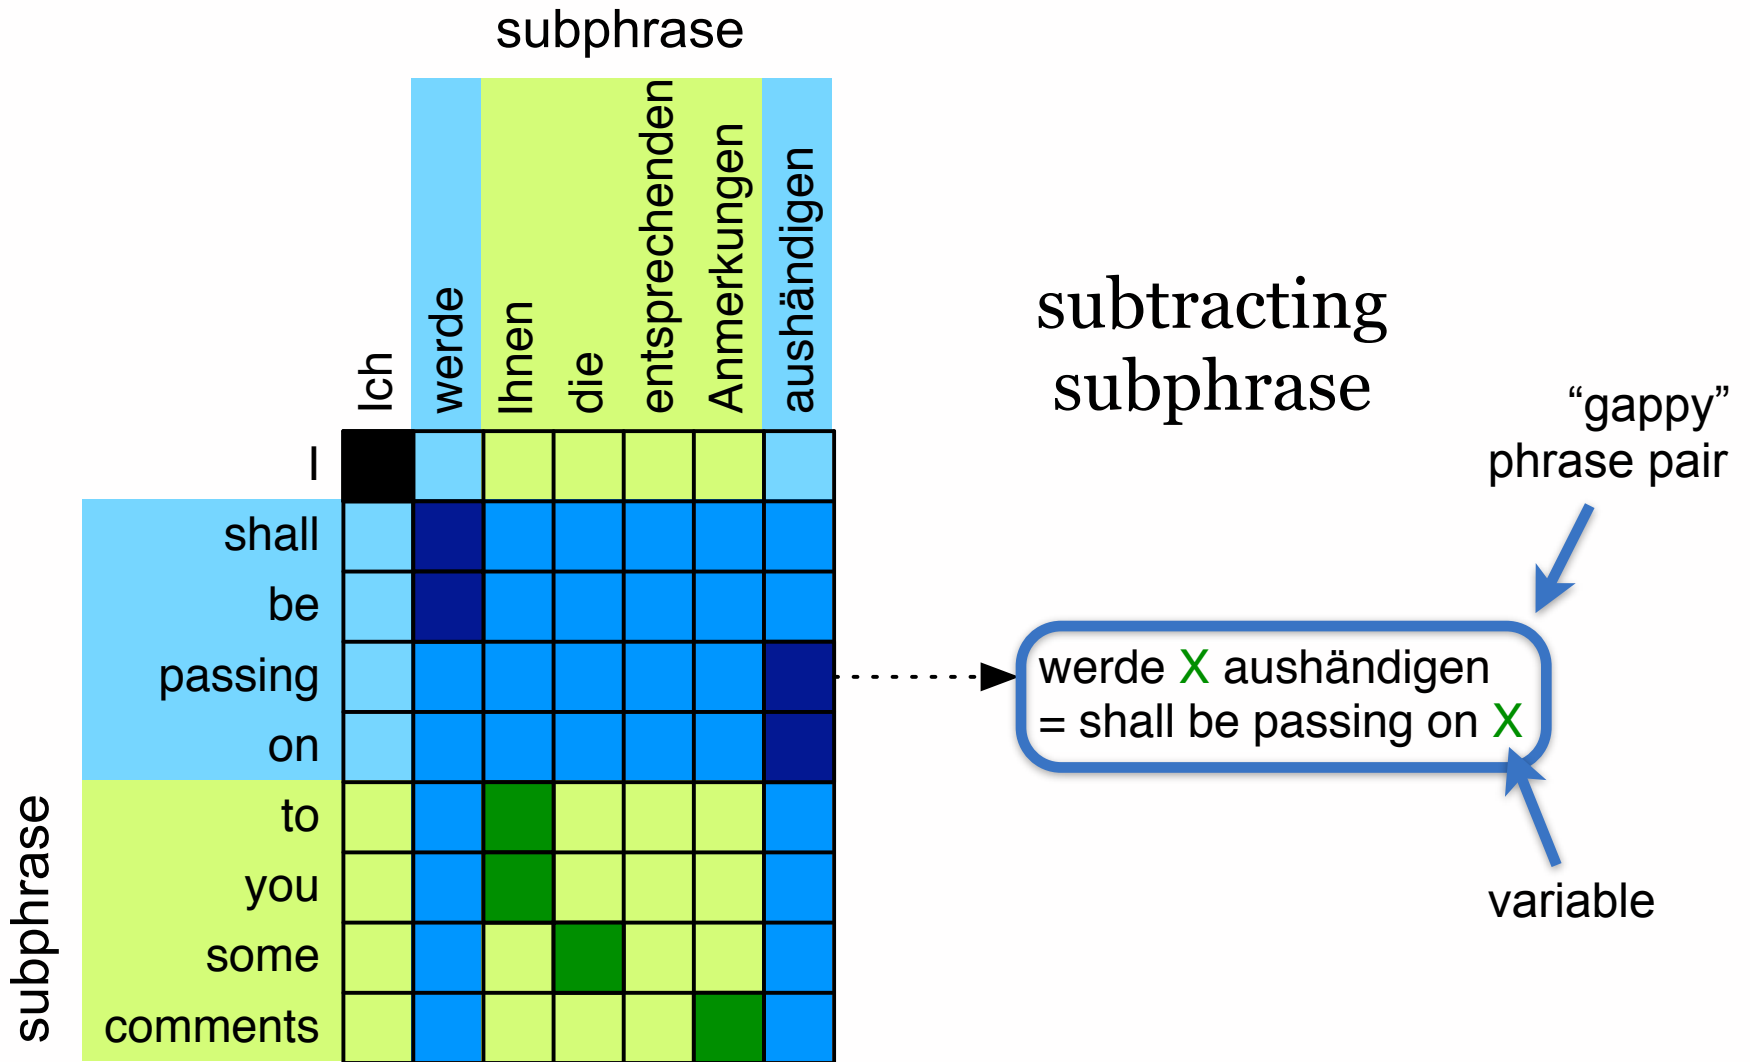 subphrase
Ich
werde
Ihnen
die
entsprechenden
Anmerkungen
aushändigen
I
shall
be
passing
on
to
you
some
comments
subphrase
subtracting
subphrase
“gappy”
phrase pair
werde X aushändigen
= shall be passing on X
variable